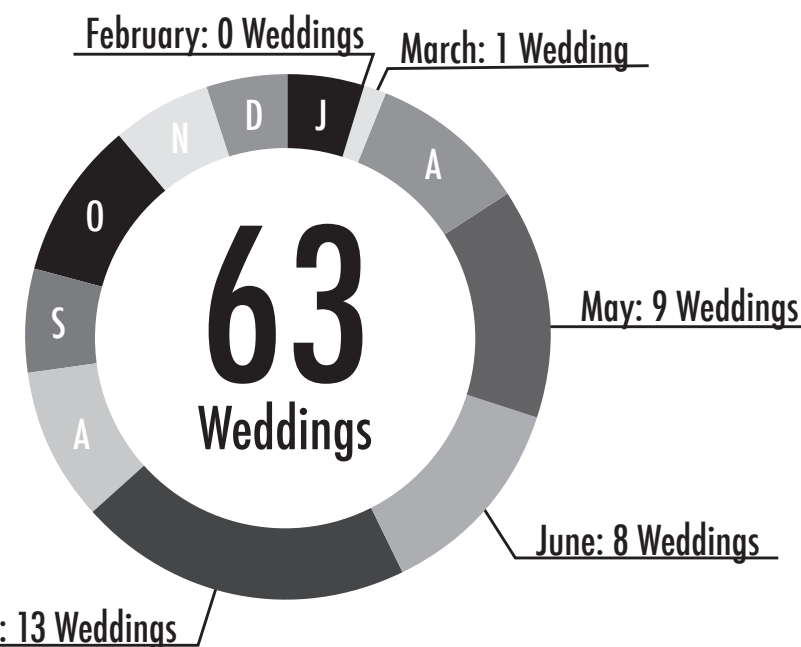 February: 0 Weddings
March: 1 Wedding
J
A
May: 9 Weddings
June: 8 Weddings
: 13 Weddings
A
S
O
N
D
63
Weddings